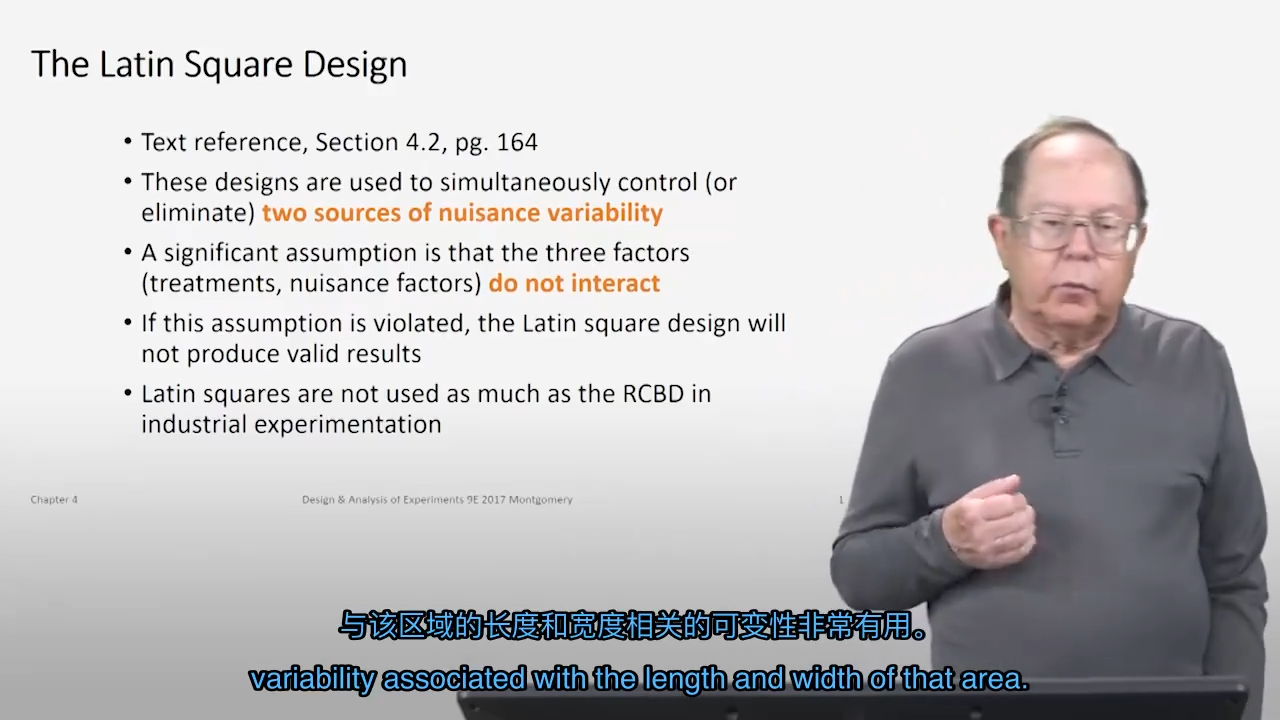 The Latin Square Design
• Text reference, Section 4.2, pg. 164
• These designs are used to simultaneously control (or
eliminate) two sources of nuisance variability
• A significant assumption is that the three factors
(treatments, nuisance factors) do not interact
• If this assumption is violated, the Latin square design will
not produce valid results
• Latin squares are not used as much as the RCBD in
industrial experimentation
Chapter 4
Design & Analysis of Experiments 9E 2017 Montgomery
1
与该区域的长度和宽度相关的可变性非常有用。
variability associated with the length and width of that area.